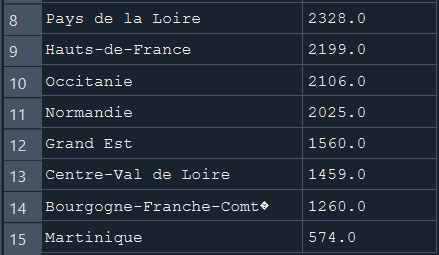 8 Pays de la Loire 2328.0
9 Hauts-de-France 2199.0
10 Occitanie 2106.0
11 Normandie 2025.0
12 Grand Est 1560.0
13 Centre-Val de Loire 1459.0
14 Bourgogne-Franche-Comt� 1260.0
15 Martinique 574.0